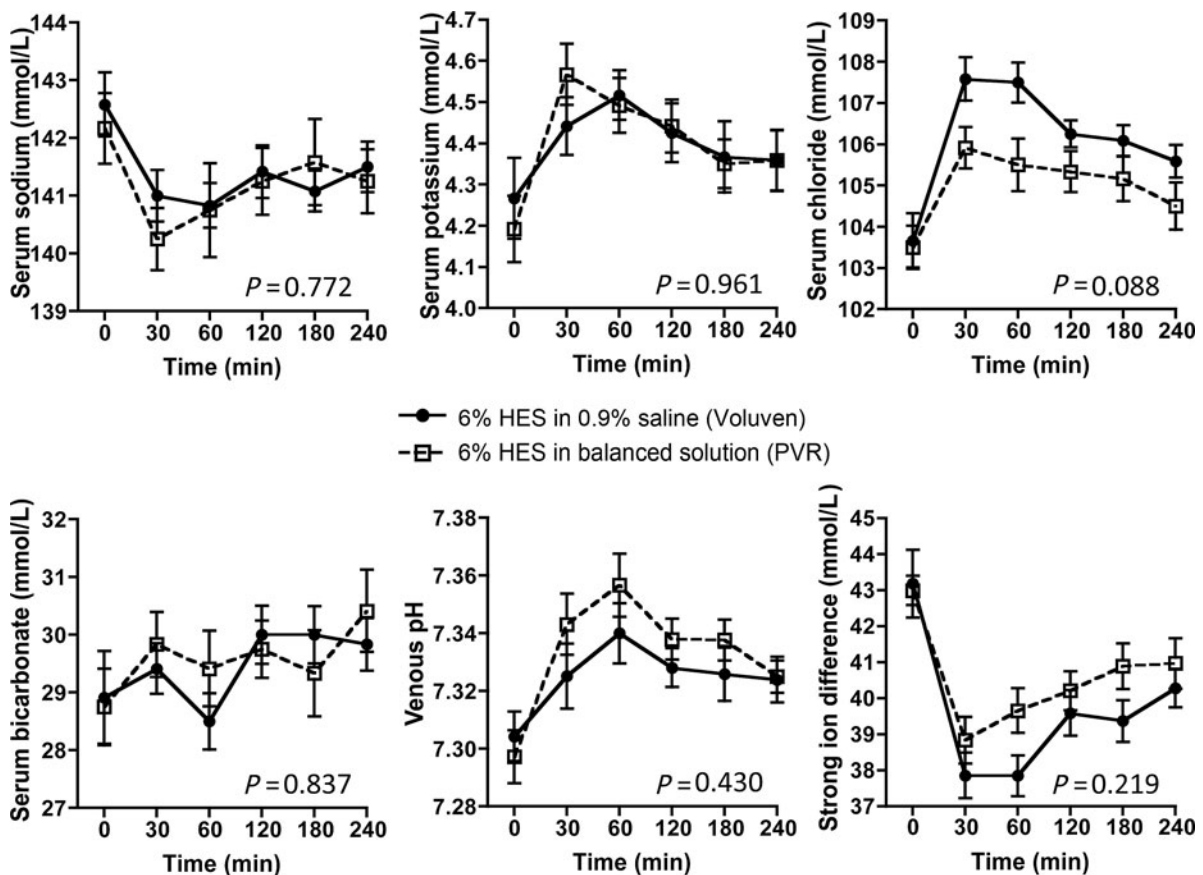 Serum sodium (mmol/L)
144
143
142
141
140
139
P = 0.772
0 30 60 120 180 240
Time (min)
Serum potassium (mmol/L)
4.7
4.6
4.5
4.4
4.3
4.2
4.1
4.0
P = 0.961
0 30 60 120 180 240
Time (min)
Serum chloride (mmol/L)
109
108
107
106
105
104
103
102
P = 0.088
0 30 60 120 180 240
Time (min)
6% HES in 0.9% saline (Voluven)
6% HES in balanced solution (PVR)
Serum bicarbonate (mmol/L)
32
31
30
29
28
27
P = 0.837
0 30 60 120 180 240
Time (min)
Venous pH
7.38
7.36
7.34
7.32
7.30
7.28
P = 0.430
0 30 60 120 180 240
Time (min)
Strong ion difference (mmol/L)
45
44
43
42
41
40
39
38
37
P = 0.219
0 30 60 120 180 240
Time (min)